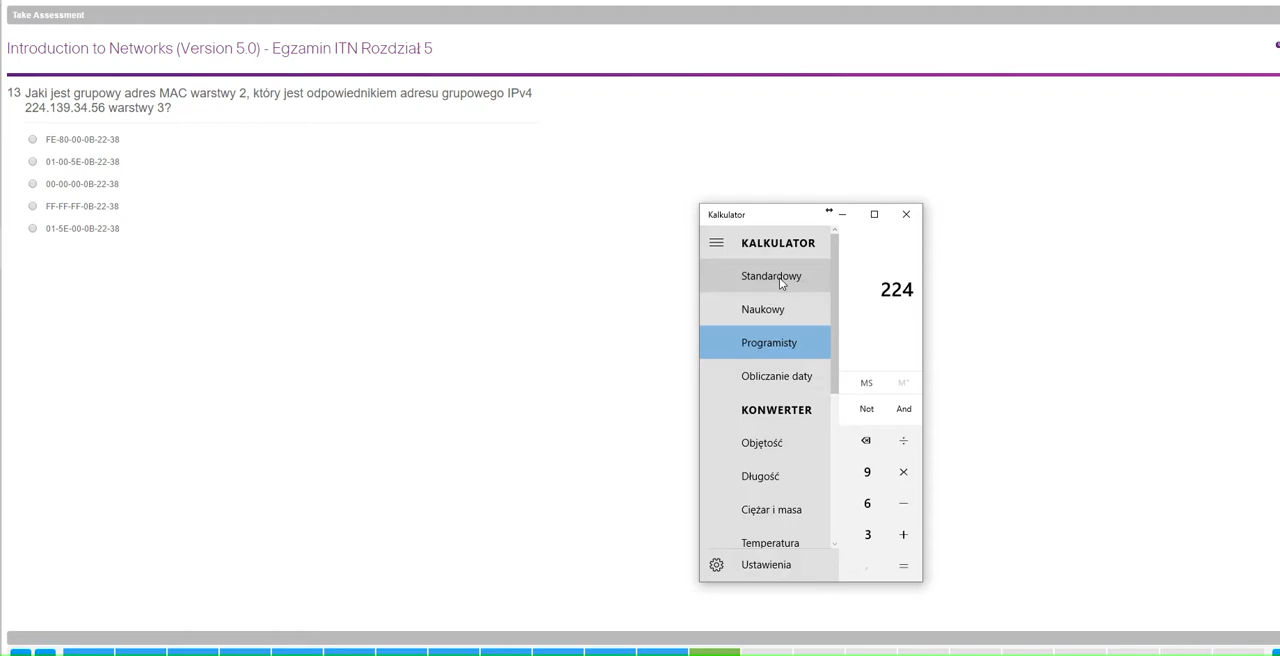 Take Assessment
Introduction to Networks (Version 5.0) - Egzamin ITN Rozdział 5
13 Jaki jest grupowy adres MAC warstwy 2, który jest odpowiednikiem adresu grupowego IPv4
224.139.34.56 warstwy 3?
FE-80-00-0B-22-38
01-00-5E-0B-22-38
00-00-00-0B-22-38
FF-FF-FF-0B-22-38
01-5E-00-0B-22-38
Kalkulator
KALKULATOR
Standardowy
224
Naukowy
Programisty
Obliczanie daty
MS M˅
KONWERTER
Not And
Objętość
÷
Długość
9 ×
Ciężar i masa
6 −
Temperatura
3 +
Ustawienia
, =